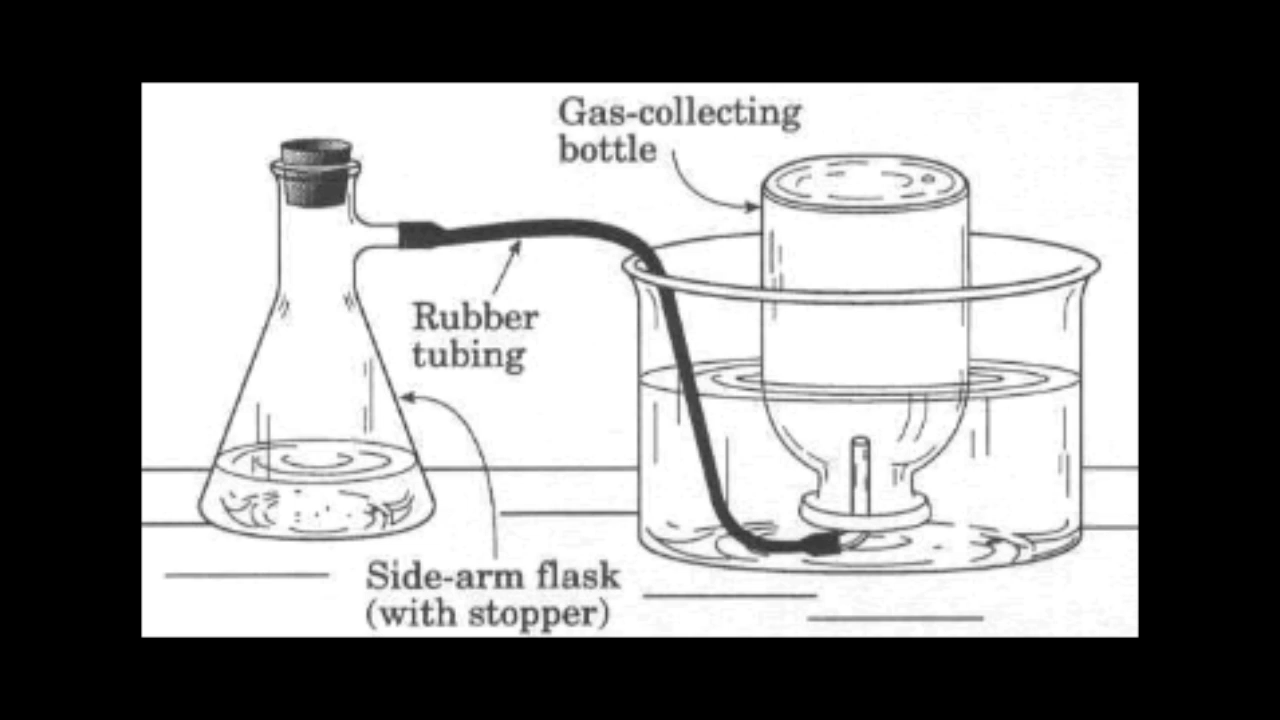 Gas-collecting
bottle
Rubber
tubing
Side-arm flask
(with stopper)